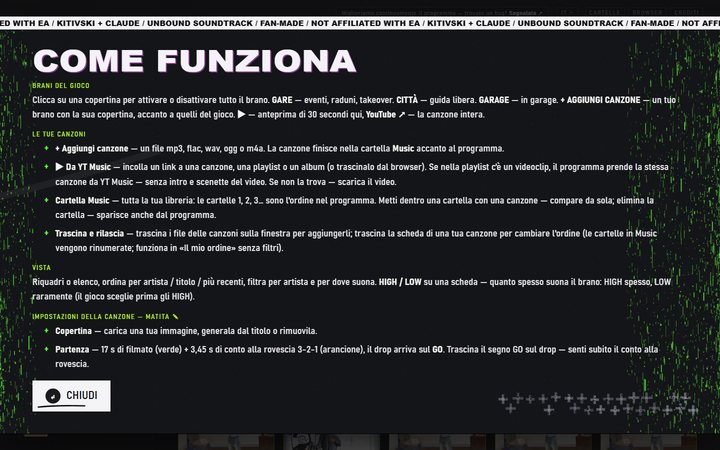 ED WITH EA / KITIVSKI + CLAUDE / UNBOUND SOUNDTRACK / FAN-MADE / NOT AFFILIATED WITH EA / KITIVSKI + CLAUDE / UNBOUND SOUNDTRACK / FAN-MADE / NOT AFFI
COME FUNZIONA
BRANI DEL GIOCO
Clicca su una copertina per attivare o disattivare tutto il brano. GARE — eventi, raduni, takeover. CITTÀ — guida libera. GARAGE — in garage. + AGGIUNGI CANZONE — un tuo
brano con la sua copertina, accanto a quelli del gioco. ▶ — anteprima di 30 secondi qui, YouTube ↗ — la canzone intera.
LE TUE CANZONI
+ + Aggiungi canzone — un file mp3, flac, wav, ogg o m4a. La canzone finisce nella cartella Music accanto al programma.
+ ▶ Da YT Music — incolla un link a una canzone, una playlist o un album (o trascinalo dal browser). Se nella playlist c'è un videoclip, il programma prende la stessa
canzone da YT Music — senza intro e scenette del video. Se non la trova — scarica il video.
+ Cartella Music — tutta la tua libreria: le cartelle 1, 2, 3... sono l'ordine nel programma. Metti dentro una cartella con una canzone — compare da sola; elimina la
cartella — sparisce anche dal programma.
+ Trascina e rilascia — trascina i file delle canzoni sulla finestra per aggiungerli; trascina la scheda di una tua canzone per cambiare l'ordine (le cartelle in Music
vengono rinumerate; funziona in «Il mio ordine» senza filtri).
VISTA
Riquadri o elenco, ordina per artista / titolo / più recenti, filtra per artista e per dove suona. HIGH / LOW su una scheda — quanto spesso suona il brano: HIGH spesso, LOW
raramente (il gioco sceglie prima gli HIGH).
IMPOSTAZIONI DELLA CANZONE — MATITA ✎
+ Copertina — carica una tua immagine, generala dal titolo o rimuovila.
+ Partenza — 17 s di filmato (verde) + 3,45 s di conto alla rovescia 3-2-1 (arancione), il drop arriva sul GO. Trascina il segno GO sul drop — senti subito il conto alla
rovescia.
CHIUDI